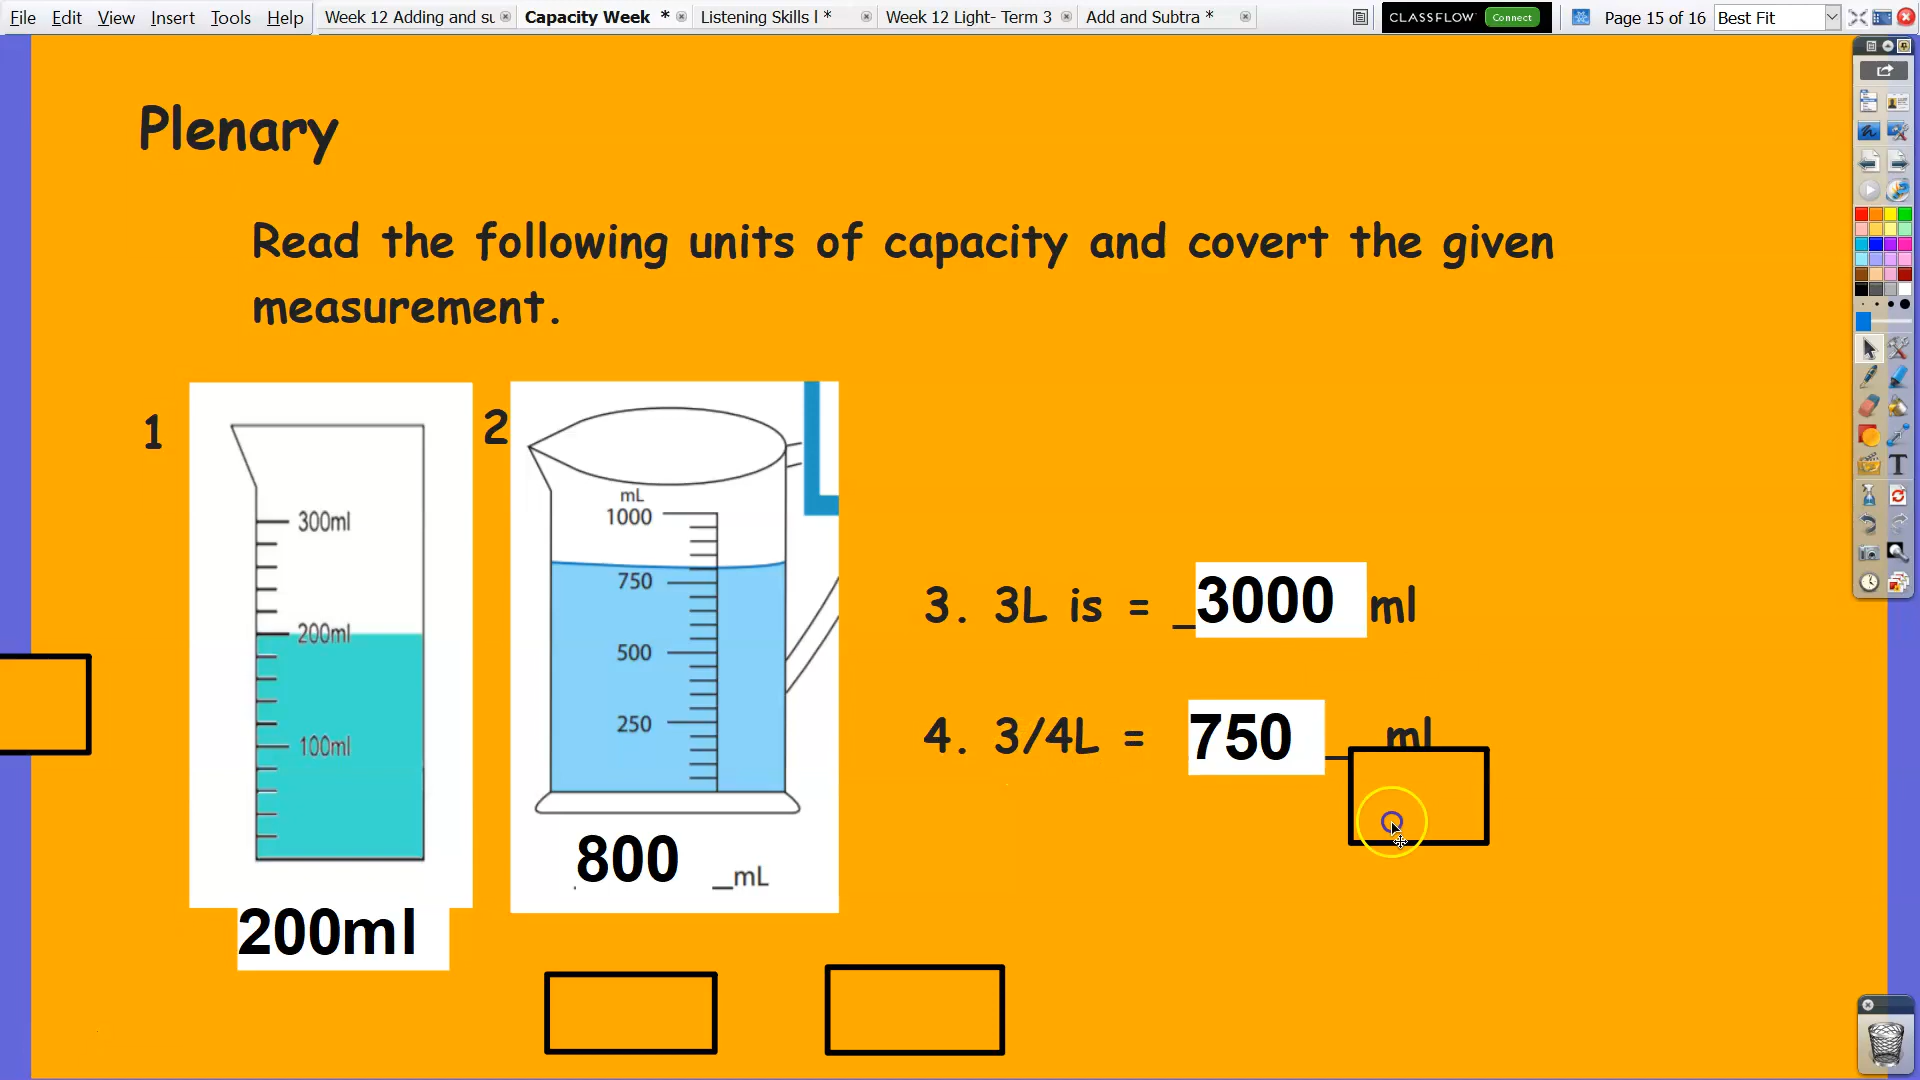 File Edit View Insert Tools Help Week 12 Adding and su Capacity Week * Listening Skills l * Week 12 Light- Term 3 Add and Subtra * CLASSFLOW Connect Page 15 of 16 Best Fit
Plenary
Read the following units of capacity and covert the given
measurement.
1
300ml
200ml
100ml
200ml
2
mL
1000
750
500
250
800 _mL
3. 3L is = _3000 ml
4. 3/4L = 750_ ml
T